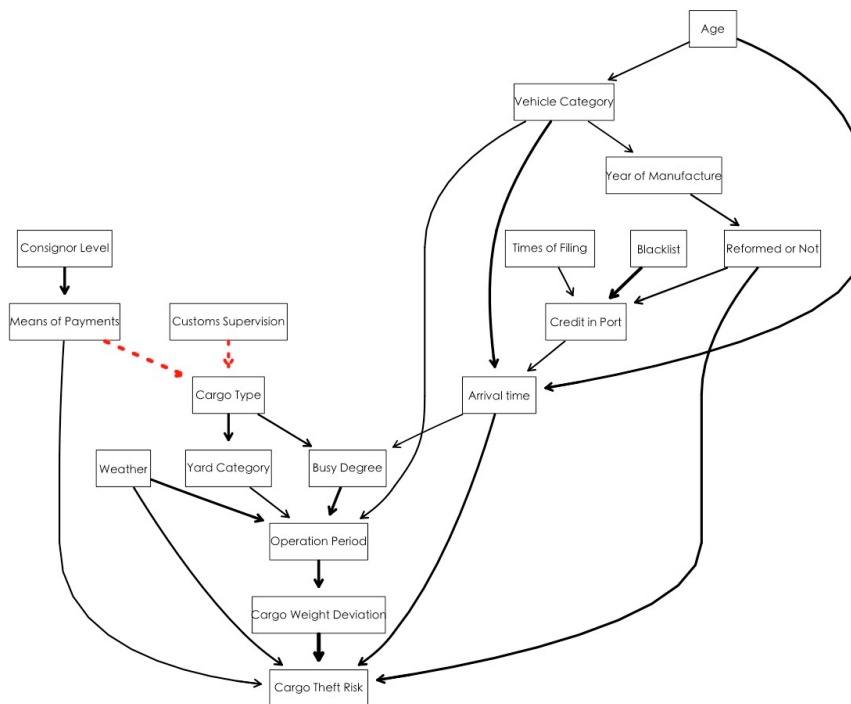 Age
Vehicle Category
Year of Manufacture
Consignor Level
Times of Filing
Blacklist
Reformed or Not
Means of Payments
Customs Supervision
Credit in Port
Cargo Type
Arrival time
Weather
Yard Category
Busy Degree
Operation Period
Cargo Weight Deviation
Cargo Theft Risk